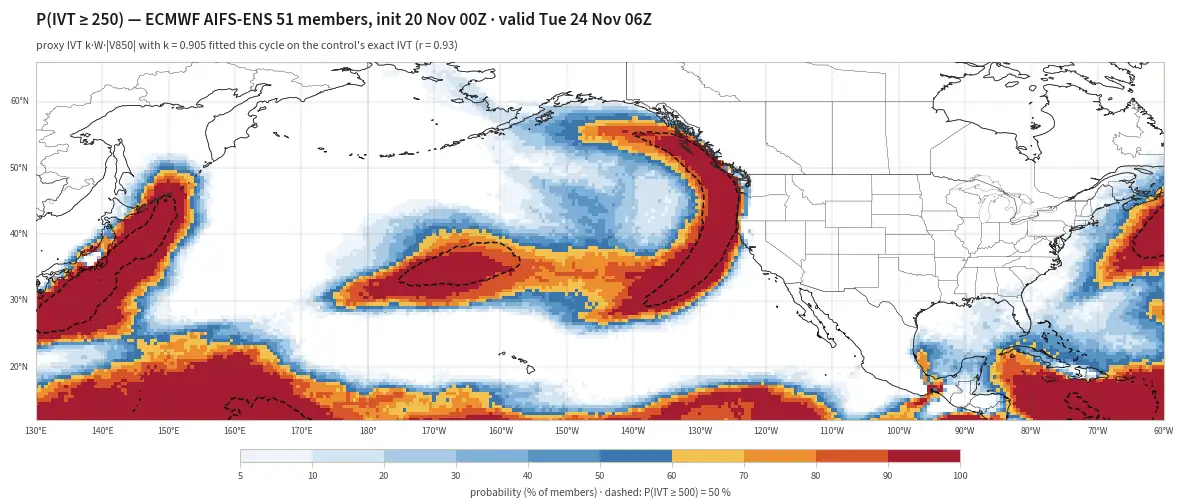 P(IVT ≥ 250) — ECMWF AIFS-ENS 51 members, init 20 Nov 00Z · valid Tue 24 Nov 06Z
proxy IVT k·W·|V850| with k = 0.905 fitted this cycle on the control's exact IVT (r = 0.93)
60°N
50°N
40°N
30°N
20°N
130°E 140°E 150°E 160°E 170°E 180° 170°W 160°W 150°W 140°W 130°W 120°W 110°W 100°W 90°W 80°W 70°W 60°W
5 10 20 30 40 50 60 70 80 90 100
probability (% of members) · dashed: P(IVT ≥ 500) = 50 %